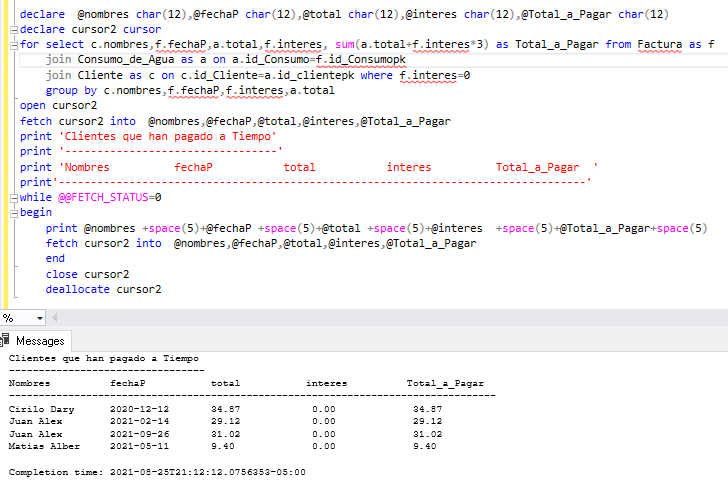 declare  @nombres char(12),@fechaP char(12),@total char(12),@interes char(12),@Total_a_Pagar char(12)
declare cursor2 cursor
for select c.nombres,f.fechaP,a.total,f.interes, sum(a.total+f.interes*3) as Total_a_Pagar from Factura as f
join Consumo_de_Agua as a on a.id_Consumo=f.id_Consumopk
join Cliente as c on c.id_Cliente=a.id_clientepk where f.interes=0
group by c.nombres,f.fechaP,f.interes,a.total
open cursor2
fetch cursor2 into  @nombres,@fechaP,@total,@interes,@Total_a_Pagar
print 'Clientes que han pagado a Tiempo'
print '--------------------------------'
print 'Nombres          fechaP           total           interes          Total_a_Pagar  '
print'--------------------------------------------------------------------------------'
while @@FETCH_STATUS=0
begin
print @nombres +space(5)+@fechaP +space(5)+@total +space(5)+@interes  +space(5)+@Total_a_Pagar+space(5)
fetch cursor2 into  @nombres,@fechaP,@total,@interes,@Total_a_Pagar
end
close cursor2
deallocate cursor2
%
Messages
Clientes que han pagado a Tiempo
--------------------------------
Nombres          fechaP           total           interes          Total_a_Pagar
--------------------------------------------------------------------------------
Cirilo Dary      2020-12-12       34.87            0.00             34.87
Juan Alex        2021-02-14       29.12            0.00             29.12
Juan Alex        2021-09-26       31.02            0.00             31.02
Matias Alber     2021-05-11       9.40             0.00             9.40
Completion time: 2021-08-25T21:12:12.0756353-05:00